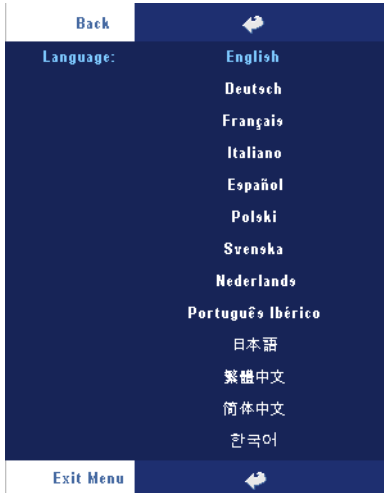 Back
Language: English
Deutsch
Français
Italiano
Español
Polski
Svenska
Nederlands
Português Ibérico
日本語
繁體中文
简体中文
한국어
Exit Menu